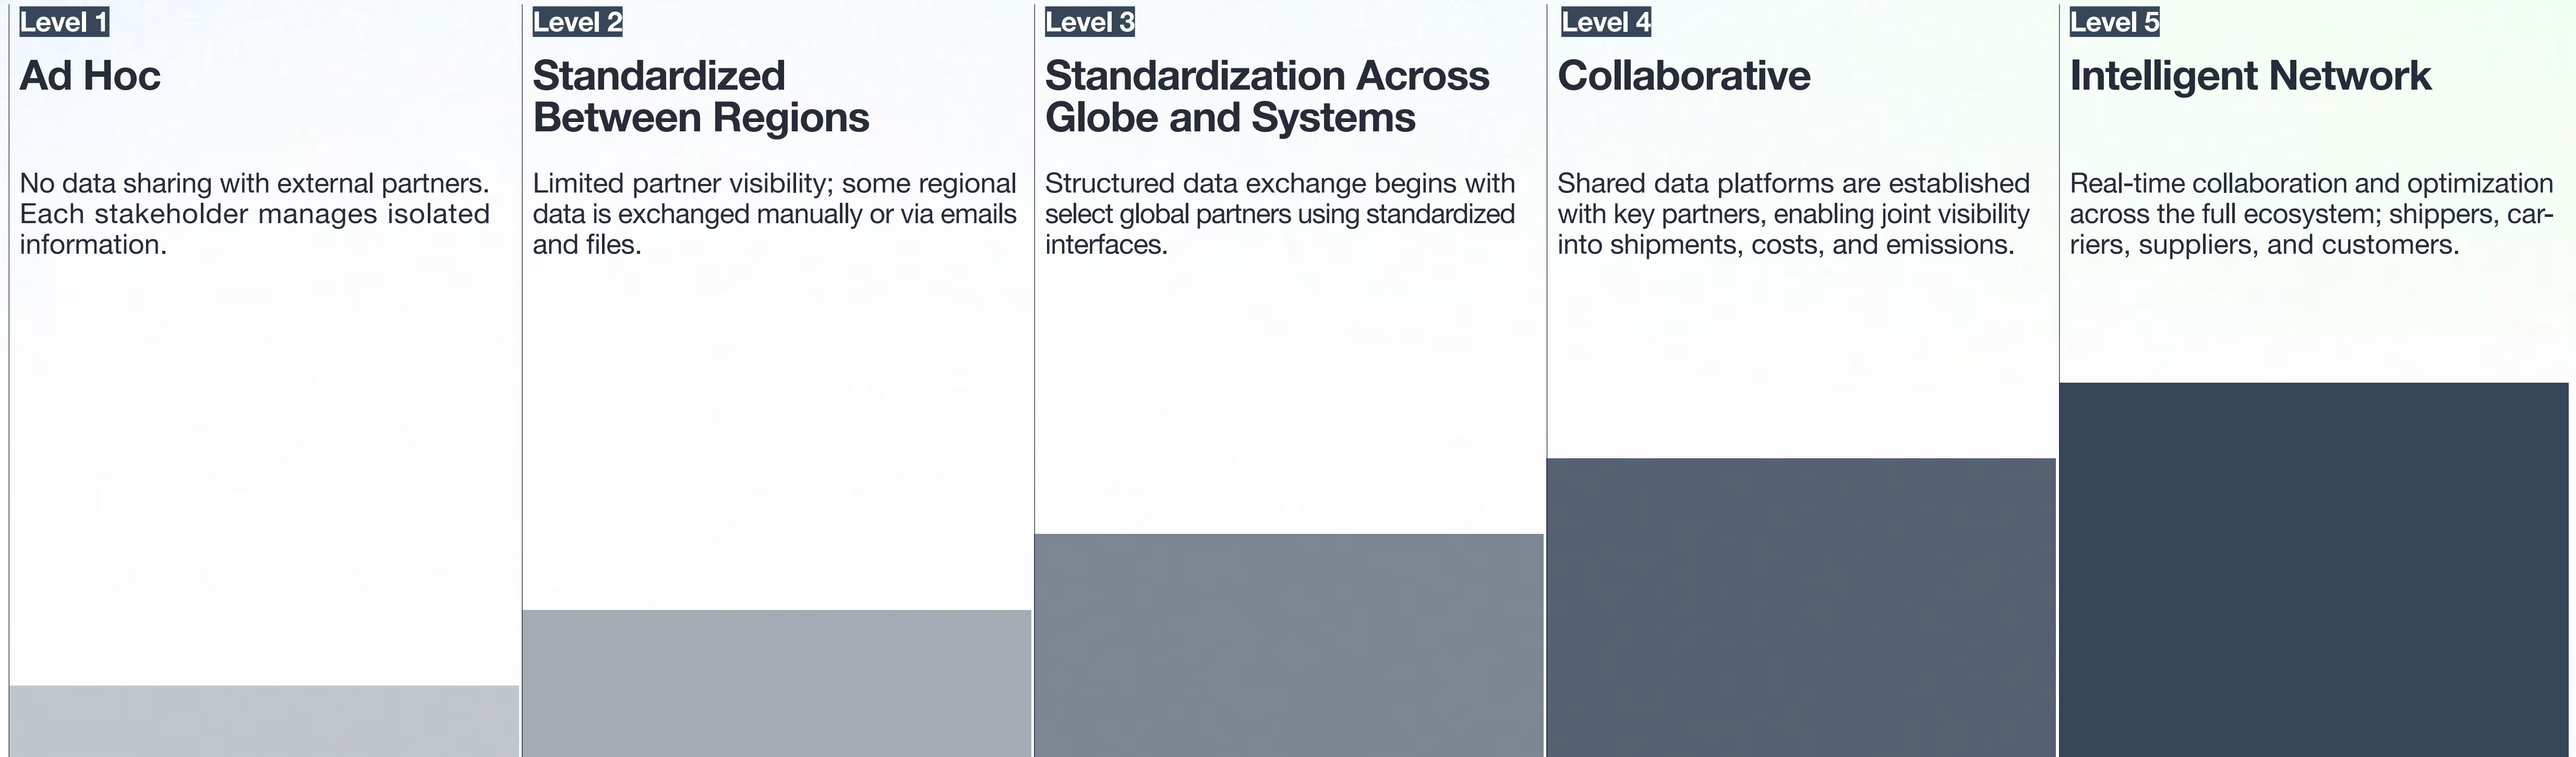 Level 1
Ad Hoc
No data sharing with external partners.
Each stakeholder manages isolated
information.
Level 2
Standardized
Between Regions
Limited partner visibility; some regional
data is exchanged manually or via emails
and files.
Level 3
Standardization Across
Globe and Systems
Structured data exchange begins with
select global partners using standardized
interfaces.
Level 4
Collaborative
Shared data platforms are established
with key partners, enabling joint visibility
into shipments, costs, and emissions.
Level 5
Intelligent Network
Real-time collaboration and optimization
across the full ecosystem; shippers, car-
riers, suppliers, and customers.